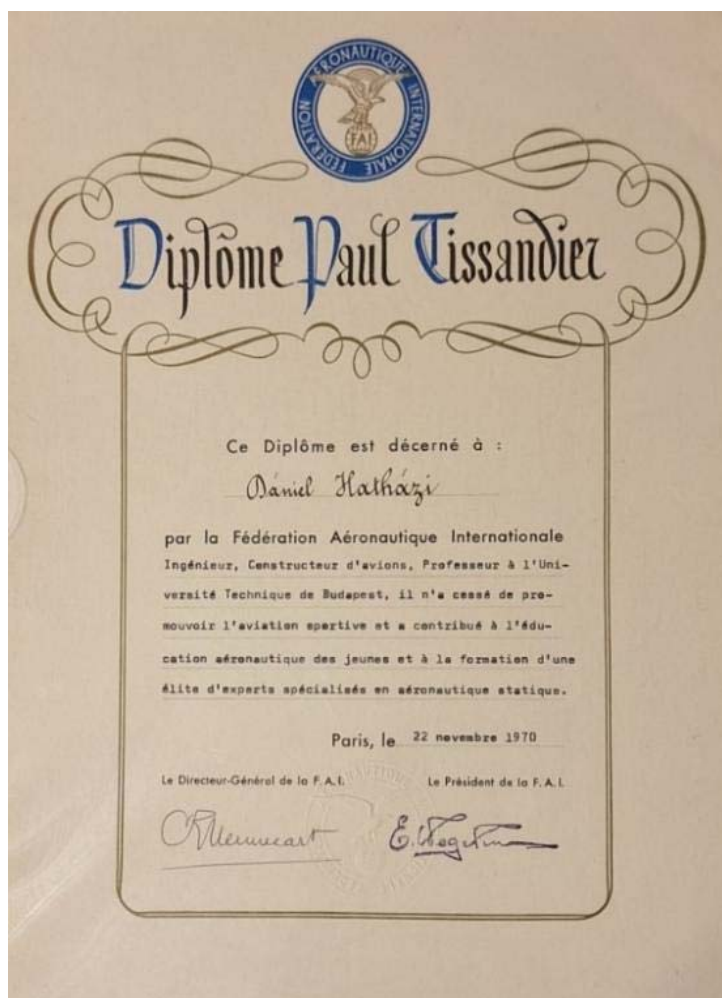 FÉDÉRATION AÉRONAUTIQUE INTERNATIONALE
FAI
Diplôme Paul Tissandier
Ce Diplôme est décerné à :
Dániel Hatházi
par la Fédération Aéronautique Internationale
Ingénieur, Constructeur d'avions, Professeur à l'Uni-
versité Technique de Budapest, il n'a cessé de pro-
mouvoir l'aviation sportive et a contribué à l'édu-
cation aéronautique des jeunes et à la formation d'une
élite d'experts spécialisés en aéronautique statique.
Paris, le 22 novembre 1970
Le Directeur-Général de la F.A.I. Le Président de la F.A.I.